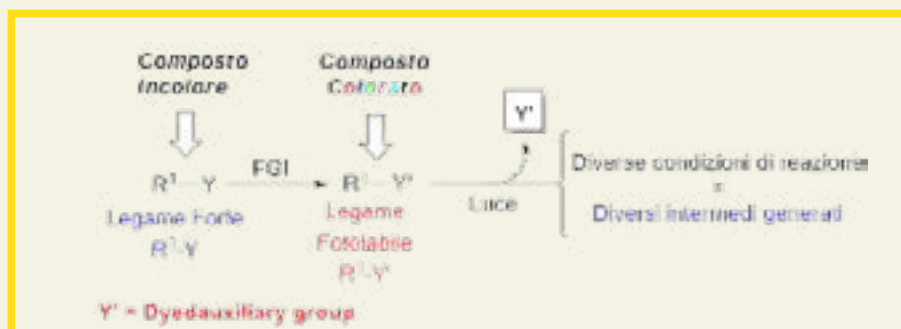 Composto
Incolore
Composto
Colorato
Y'
R¹—Y
FGI
R¹—Y'
Luce
Diverse condizioni di reazione
=
Diversi intermedi generati
Legame Forte
R¹-Y
Legame
Fotolabile
R¹-Y'
Y' = Dyedauxiliary group